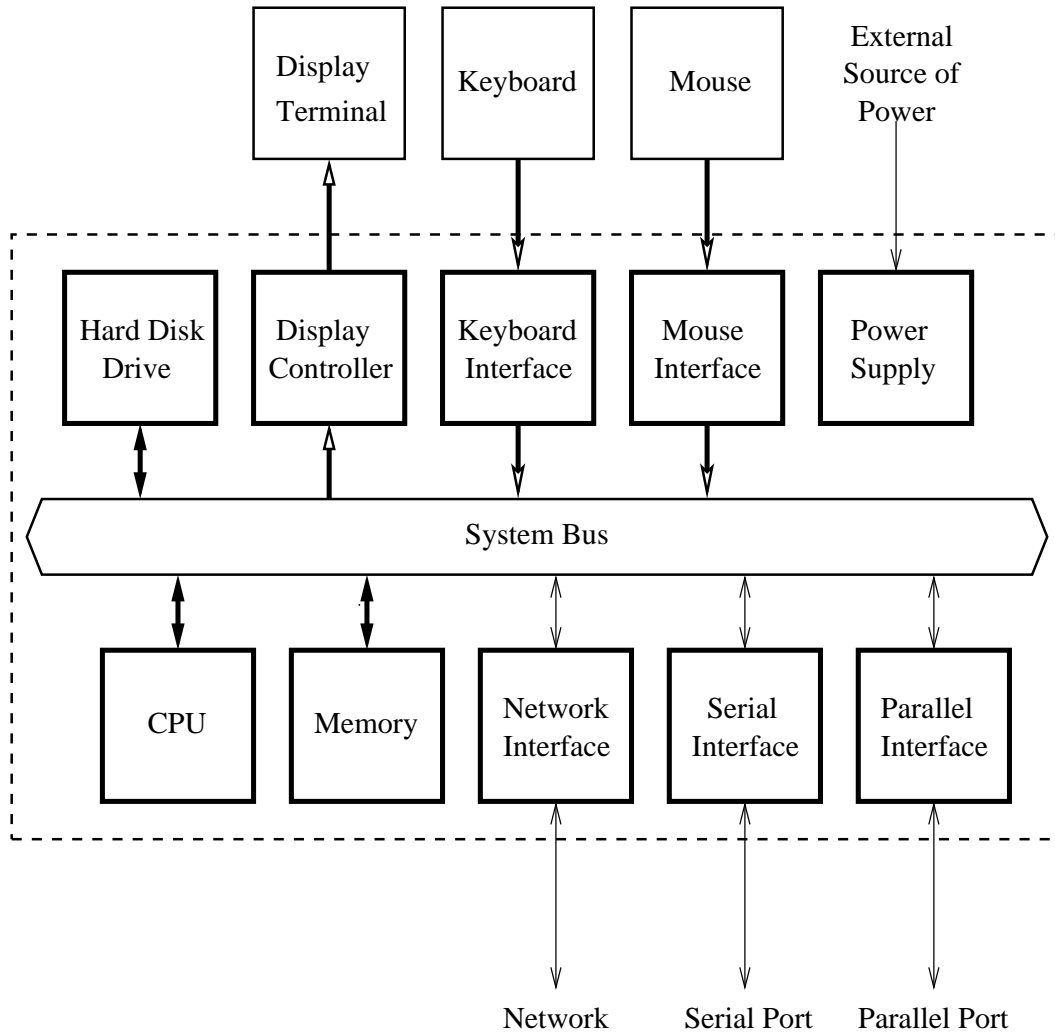 Display
Terminal
Keyboard
Mouse
External
Source of
Power
Hard Disk
Drive
Display
Controller
Keyboard
Interface
Mouse
Interface
Power
Supply
System Bus
CPU
Memory
Network
Interface
Serial
Interface
Parallel
Interface
Network
Serial Port
Parallel Port